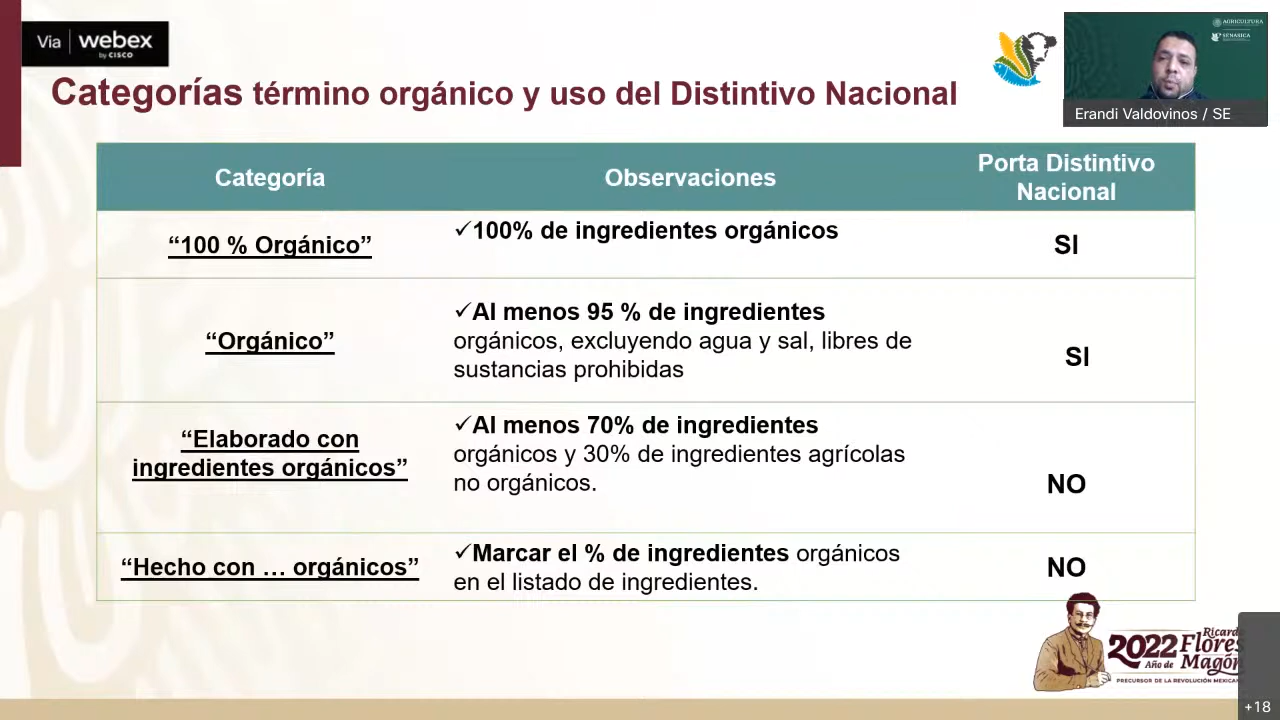 Via webex
by CISCO
AGRICULTURA
SENASICA
Erandi Valdovinos / SE
Categorías término orgánico y uso del Distintivo Nacional
Categoría
Observaciones
Porta Distintivo
Nacional
“100 % Orgánico”
✓100% de ingredientes orgánicos
SI
“Orgánico”
✓Al menos 95 % de ingredientes
orgánicos, excluyendo agua y sal, libres de
sustancias prohibidas
SI
“Elaborado con
ingredientes orgánicos”
✓Al menos 70% de ingredientes
orgánicos y 30% de ingredientes agrícolas
no orgánicos.
NO
“Hecho con … orgánicos”
✓Marcar el % de ingredientes orgánicos
en el listado de ingredientes.
NO
2022
Año de
Ricardo
Flores
Magón
PRECURSOR DE LA REVOLUCIÓN MEXICANA
+18